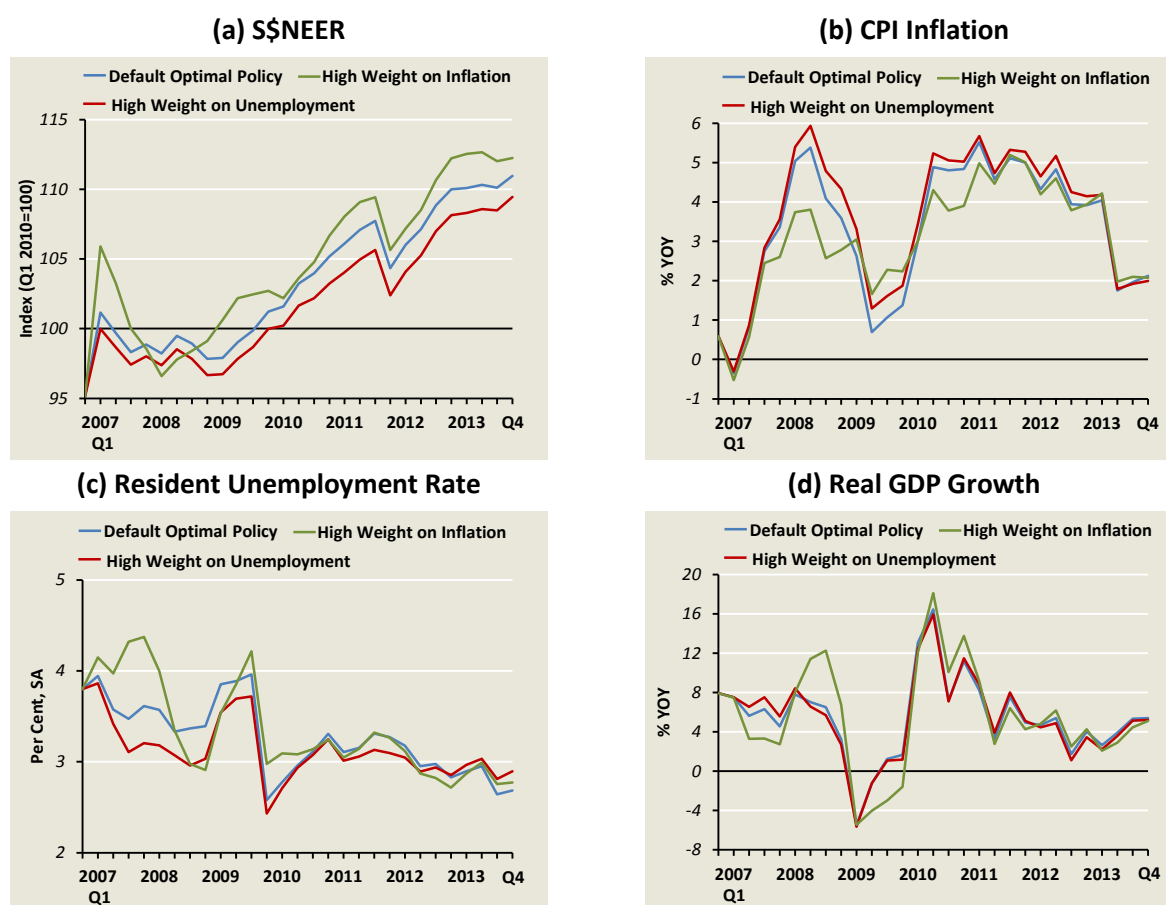 (a) S$NEER
Default Optimal Policy
High Weight on Inflation
High Weight on Unemployment
Index (Q1 2010=100)
115
110
105
100
95
2007 2008 2009 2010 2011 2012 2013 Q4
Q1
(b) CPI Inflation
Default Optimal Policy
High Weight on Inflation
High Weight on Unemployment
% YOY
6
5
4
3
2
1
0
-1
2007 2008 2009 2010 2011 2012 2013 Q4
Q1
(c) Resident Unemployment Rate
Default Optimal Policy
High Weight on Inflation
High Weight on Unemployment
Per Cent, SA
5
4
3
2
2007 2008 2009 2010 2011 2012 2013 Q4
Q1
(d) Real GDP Growth
Default Optimal Policy
High Weight on Inflation
High Weight on Unemployment
% YOY
20
16
12
8
4
0
-4
-8
2007 2008 2009 2010 2011 2012 2013 Q4
Q1